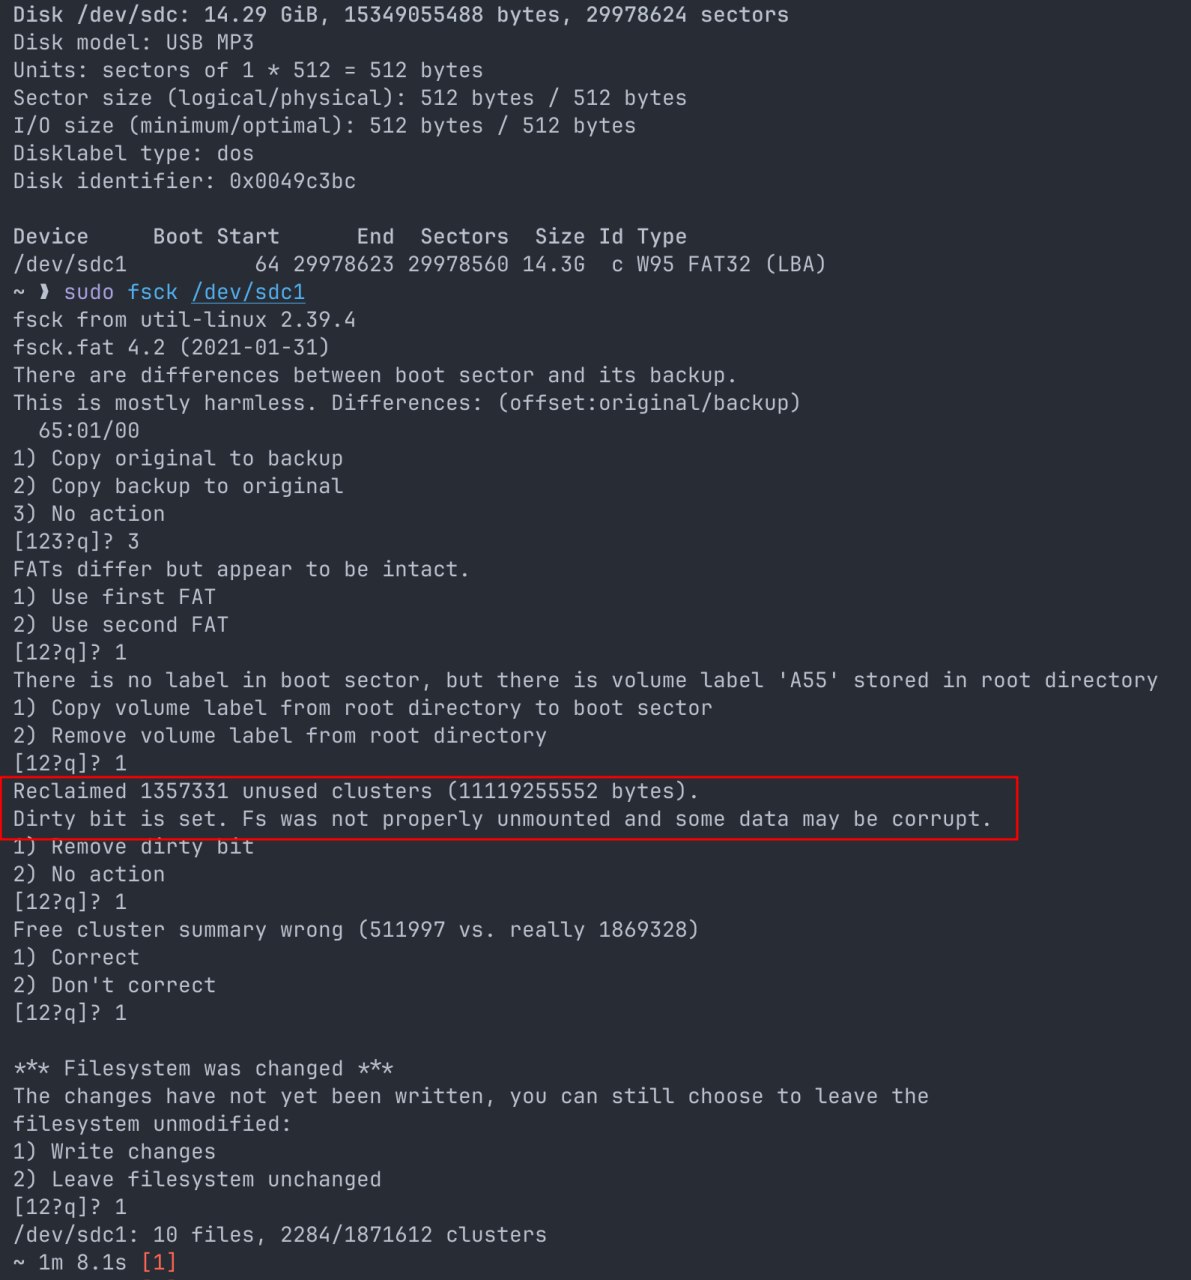 Disk /dev/sdc: 14.29 GiB, 15349055488 bytes, 29978624 sectors
Disk model: USB MP3
Units: sectors of 1 * 512 = 512 bytes
Sector size (logical/physical): 512 bytes / 512 bytes
I/O size (minimum/optimal): 512 bytes / 512 bytes
Disklabel type: dos
Disk identifier: 0x0049c3bc

Device     Boot Start      End  Sectors  Size Id Type
/dev/sdc1          64 29978623 29978560 14.3G  c W95 FAT32 (LBA)
~ ❱ sudo fsck /dev/sdc1
fsck from util-linux 2.39.4
fsck.fat 4.2 (2021-01-31)
There are differences between boot sector and its backup.
This is mostly harmless. Differences: (offset:original/backup)
  65:01/00
1) Copy original to backup
2) Copy backup to original
3) No action
[123?q]? 3
FATs differ but appear to be intact.
1) Use first FAT
2) Use second FAT
[12?q]? 1
There is no label in boot sector, but there is volume label 'A55' stored in root directory
1) Copy volume label from root directory to boot sector
2) Remove volume label from root directory
[12?q]? 1
Reclaimed 1357331 unused clusters (11119255552 bytes).
Dirty bit is set. Fs was not properly unmounted and some data may be corrupt.
1) Remove dirty bit
2) No action
[12?q]? 1
Free cluster summary wrong (511997 vs. really 1869328)
1) Correct
2) Don't correct
[12?q]? 1

*** Filesystem was changed ***
The changes have not yet been written, you can still choose to leave the
filesystem unmodified:
1) Write changes
2) Leave filesystem unchanged
[12?q]? 1
/dev/sdc1: 10 files, 2284/1871612 clusters
~ 1m 8.1s [1]